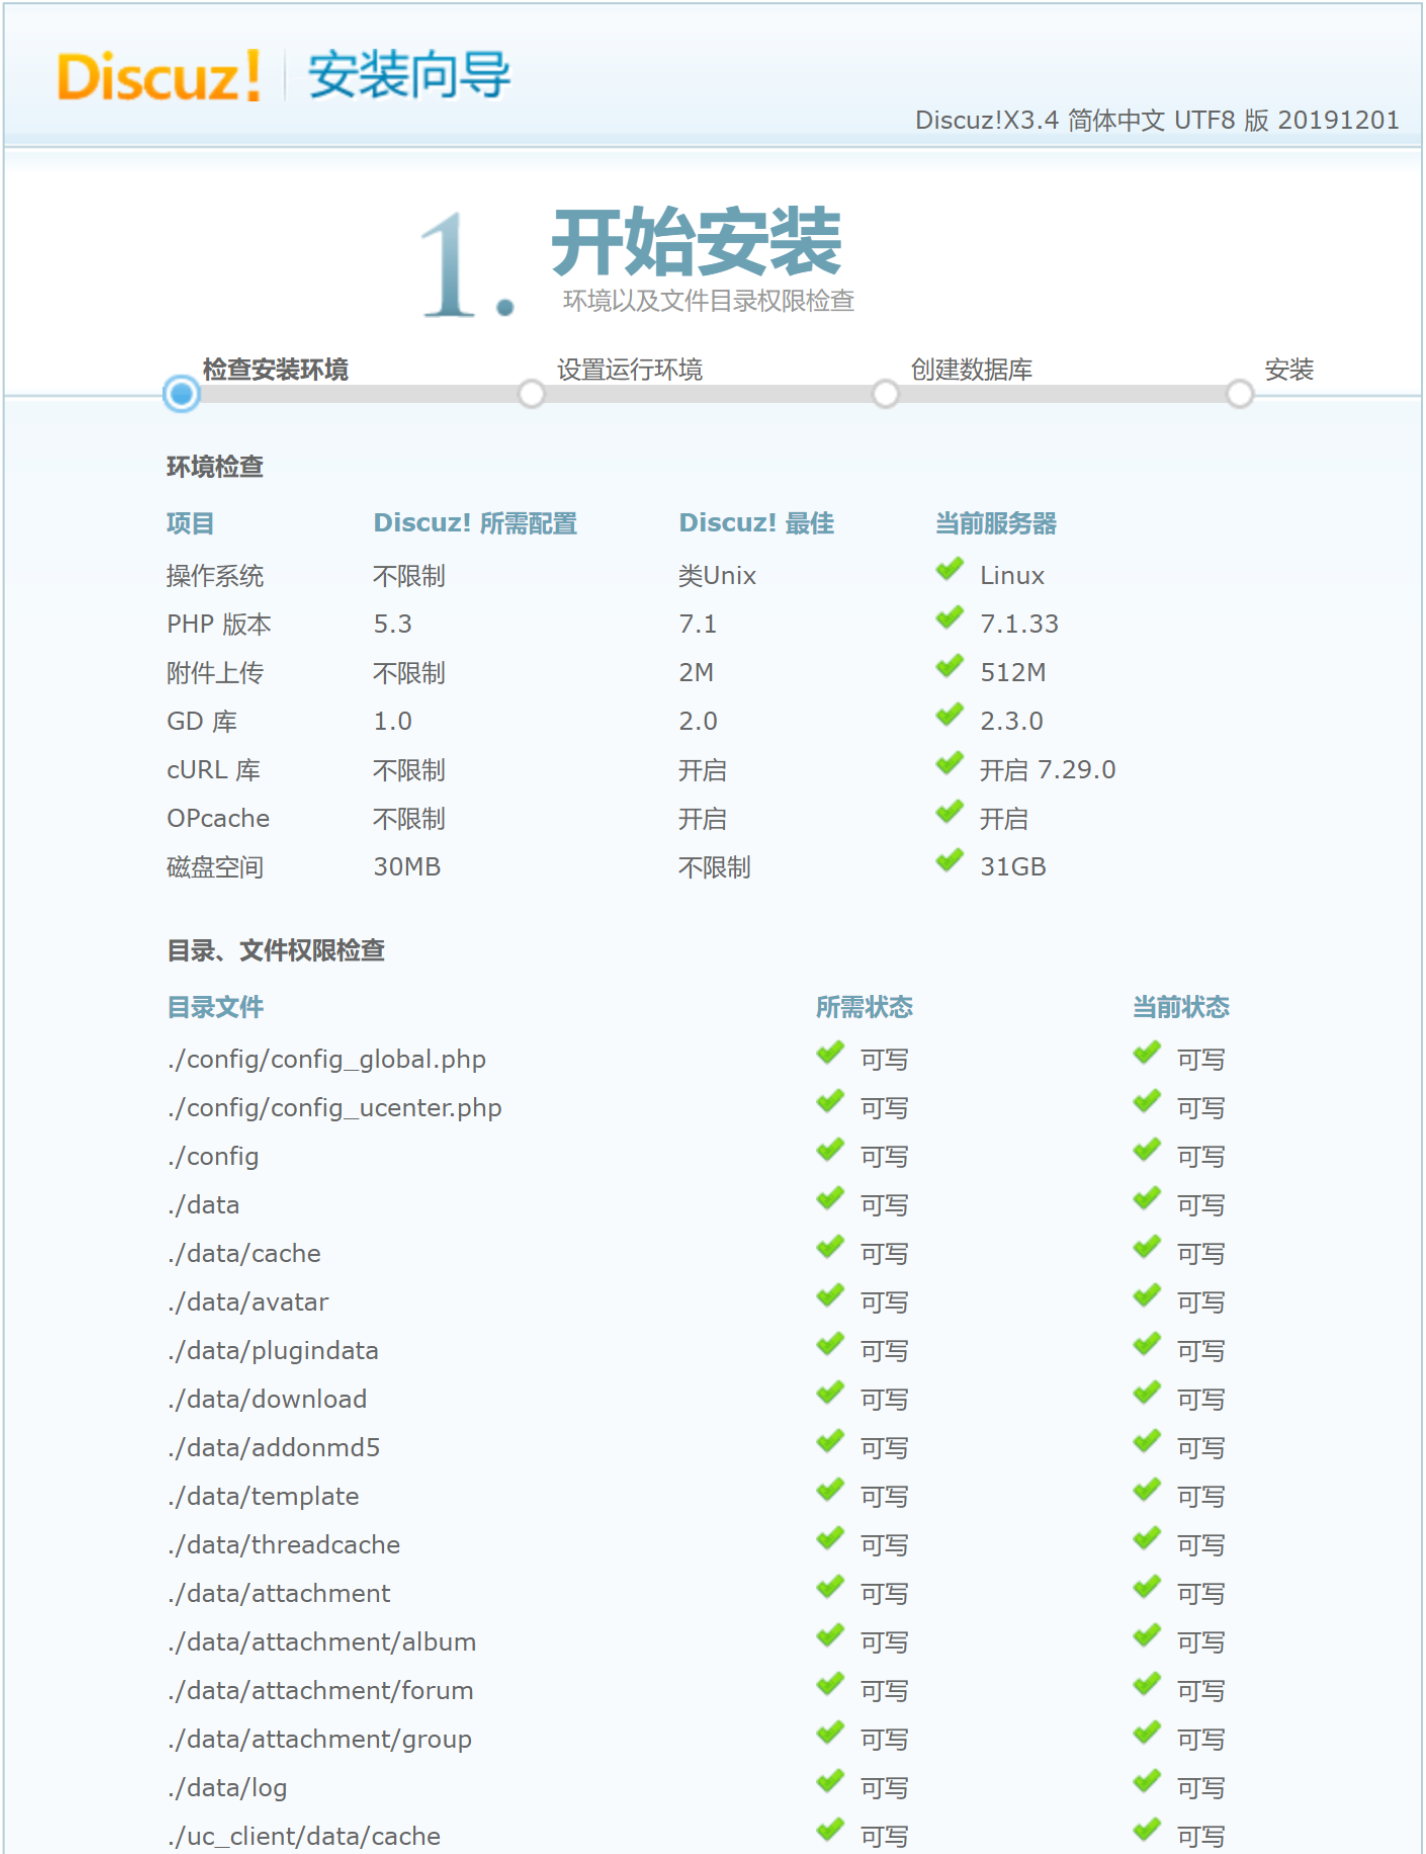 Discuz! 安装向导
Discuz!X3.4 简体中文 UTF8 版 20191201
1. 开始安装
环境以及文件目录权限检查
检查安装环境 设置运行环境 创建数据库 安装
环境检查
项目 Discuz! 所需配置 Discuz! 最佳 当前服务器
操作系统 不限制 类Unix Linux
PHP 版本 5.3 7.1 7.1.33
附件上传 不限制 2M 512M
GD 库 1.0 2.0 2.3.0
cURL 库 不限制 开启 开启 7.29.0
OPcache 不限制 开启 开启
磁盘空间 30MB 不限制 31GB
目录、文件权限检查
目录文件 所需状态 当前状态
./config/config_global.php 可写 可写
./config/config_ucenter.php 可写 可写
./config 可写 可写
./data 可写 可写
./data/cache 可写 可写
./data/avatar 可写 可写
./data/plugindata 可写 可写
./data/download 可写 可写
./data/addonmd5 可写 可写
./data/template 可写 可写
./data/threadcache 可写 可写
./data/attachment 可写 可写
./data/attachment/album 可写 可写
./data/attachment/forum 可写 可写
./data/attachment/group 可写 可写
./data/log 可写 可写
./uc_client/data/cache 可写 可写